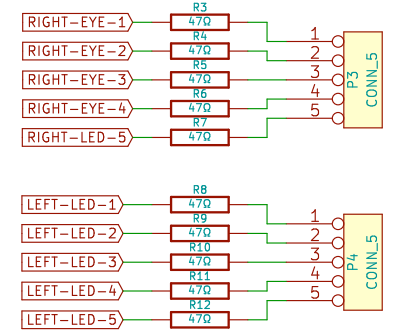 R3
RIGHT-EYE-1 47Ω 1
R4
RIGHT-EYE-2 47Ω 2
R5
RIGHT-EYE-3 47Ω 3
R6
RIGHT-EYE-4 47Ω 4
R7
RIGHT-LED-5 47Ω 5
P3
CONN_5
R8
LEFT-LED-1 47Ω 1
R9
LEFT-LED-2 47Ω 2
R10
LEFT-LED-3 47Ω 3
R11
LEFT-LED-4 47Ω 4
R12
LEFT-LED-5 47Ω 5
P4
CONN_5